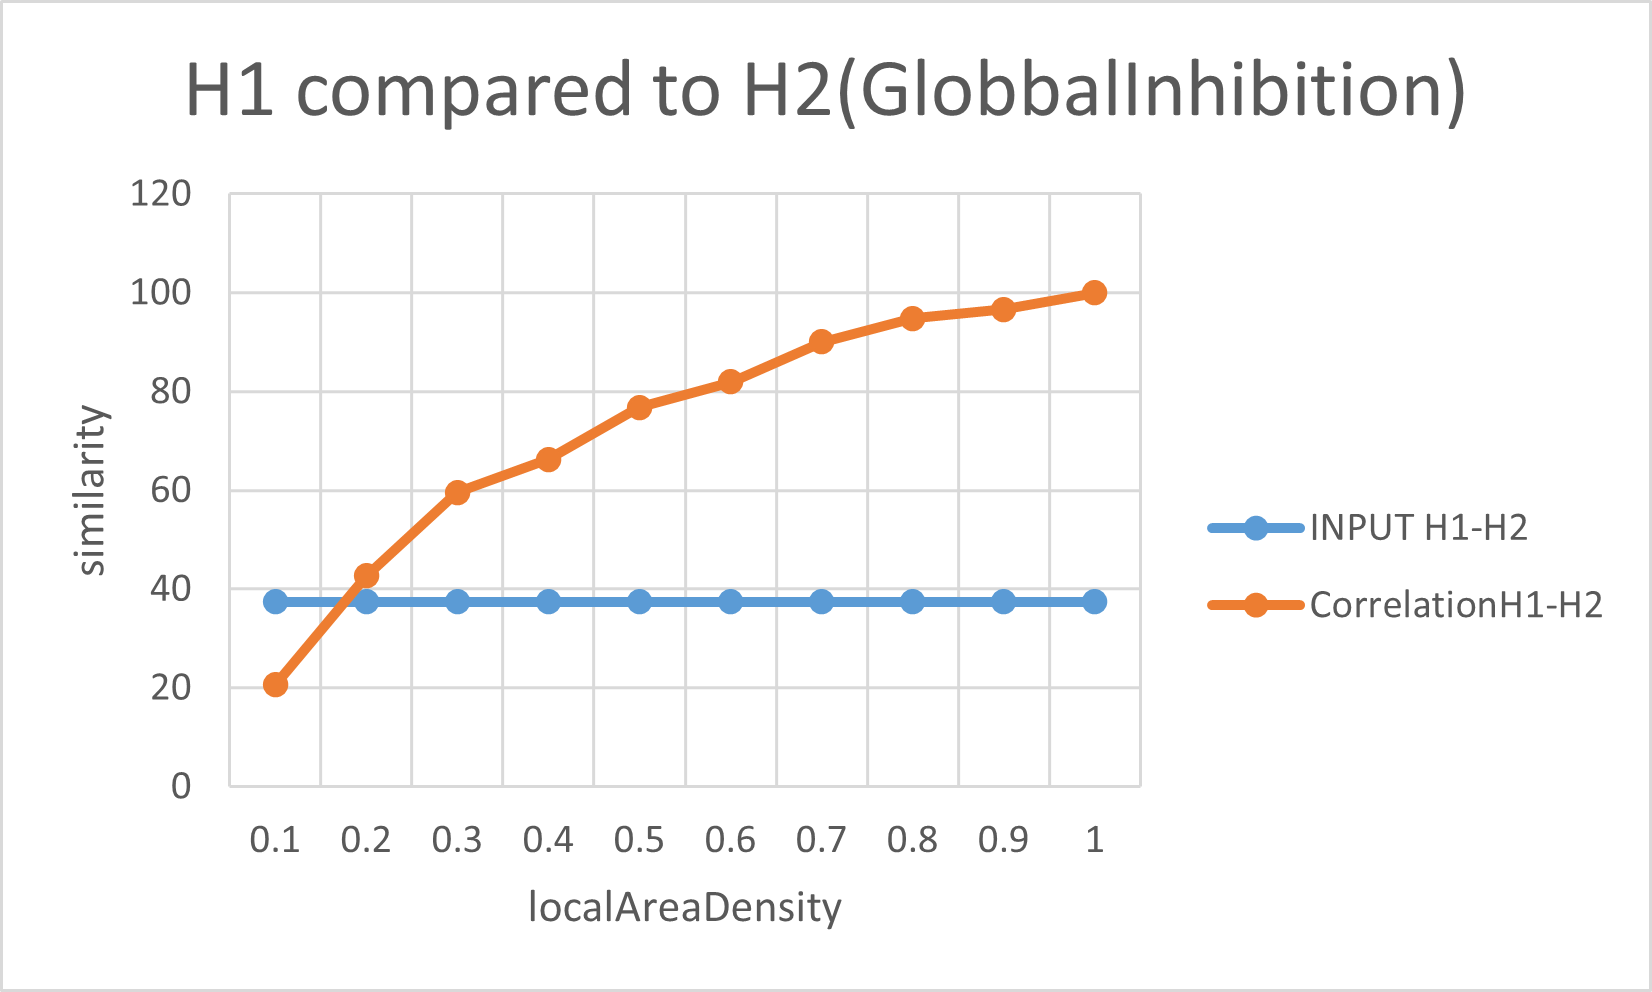 H1 compared to H2(GlobbalInhibition)
120
100
80
60
40
20
0
similarity
0.1 0.2 0.3 0.4 0.5 0.6 0.7 0.8 0.9 1
localAreaDensity
INPUT H1-H2
CorrelationH1-H2